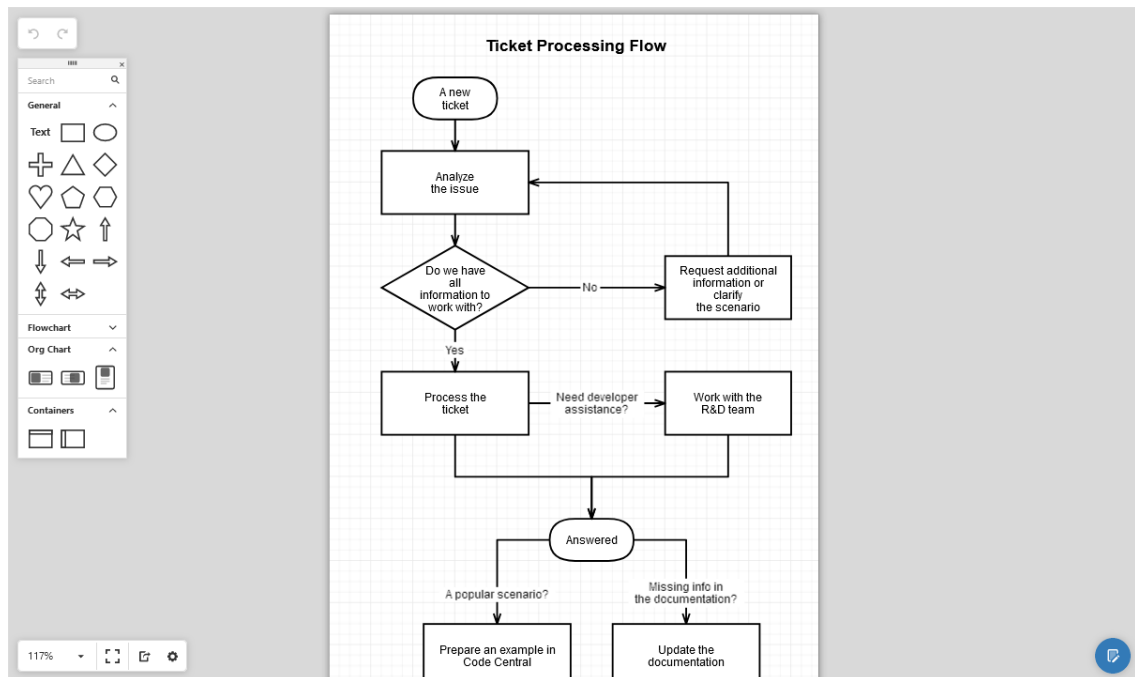 Ticket Processing Flow
Search
General
Text
Flowchart
Org Chart
Containers
117%
A new
ticket
Analyze
the issue
Do we have
all
information to
work with?
No
Request additional
information or
clarify
the scenario
Yes
Process the
ticket
Need developer
assistance?
Work with the
R&D team
Answered
A popular scenario?
Missing info in
the documentation?
Prepare an example in
Code Central
Update the
documentation